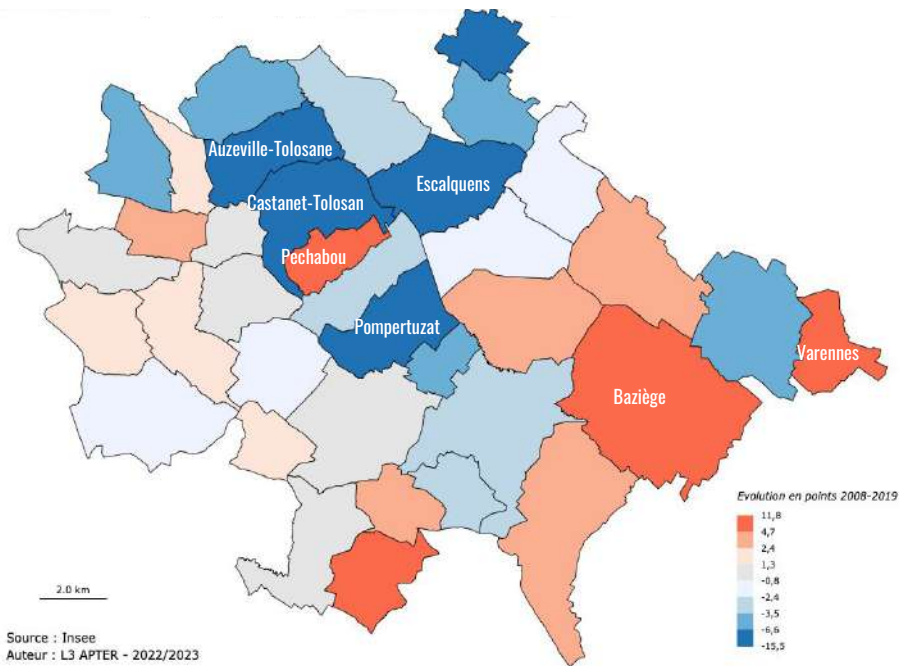 Auzeville-Tolosane
Escalquens
Castanet-Tolosan
Pechabou
Pompertuzat
Varennes
Baziège
Evolution en points 2008-2019
11,8
4,7
2,4
1,3
-0,8
-2,4
-3,5
-6,6
-15,5
2.0 km
Source : Insee
Auteur : L3 APTER - 2022/2023